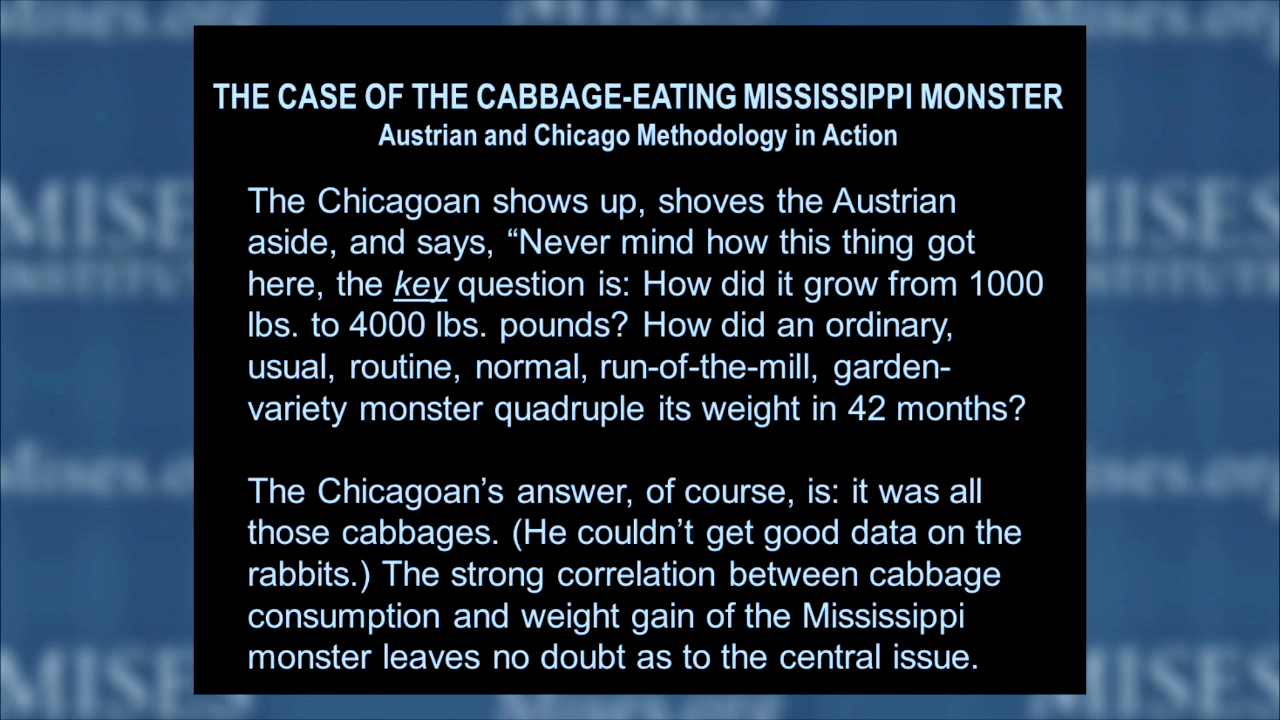 THE CASE OF THE CABBAGE-EATING MISSISSIPPI MONSTER
Austrian and Chicago Methodology in Action
The Chicagoan shows up, shoves the Austrian
aside, and says, “Never mind how this thing got
here, the key question is: How did it grow from 1000
lbs. to 4000 lbs. pounds? How did an ordinary,
usual, routine, normal, run-of-the-mill, garden-
variety monster quadruple its weight in 42 months?
The Chicagoan’s answer, of course, is: it was all
those cabbages. (He couldn’t get good data on the
rabbits.) The strong correlation between cabbage
consumption and weight gain of the Mississippi
monster leaves no doubt as to the central issue.